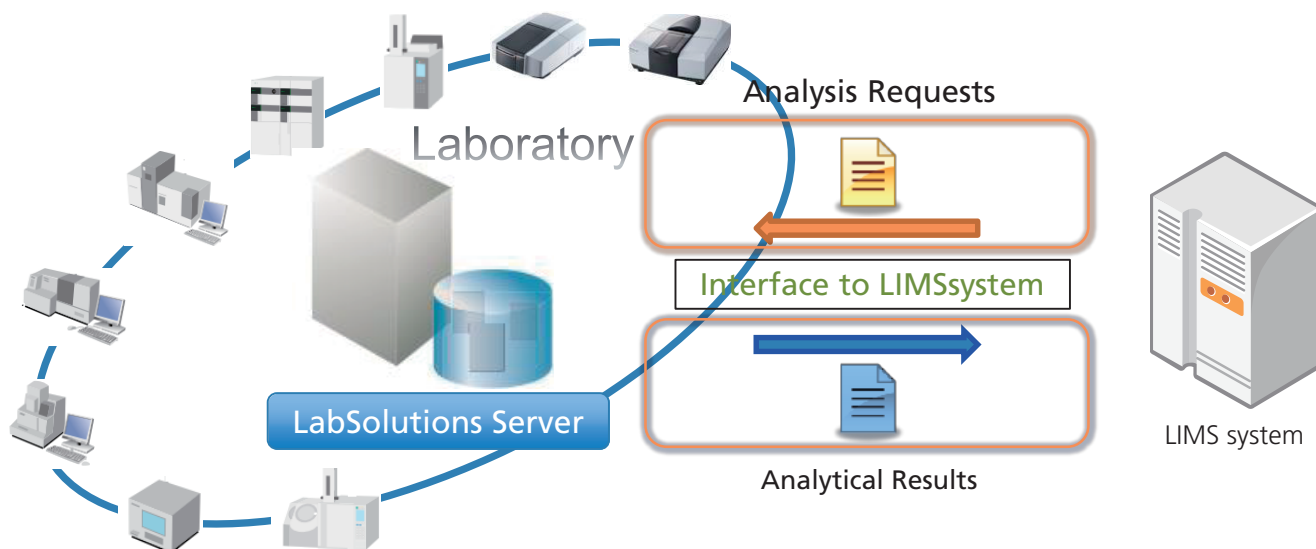 Analysis Requests
Laboratory
Interface to LIMSsystem
LabSolutions Server
LIMS system
Analytical Results